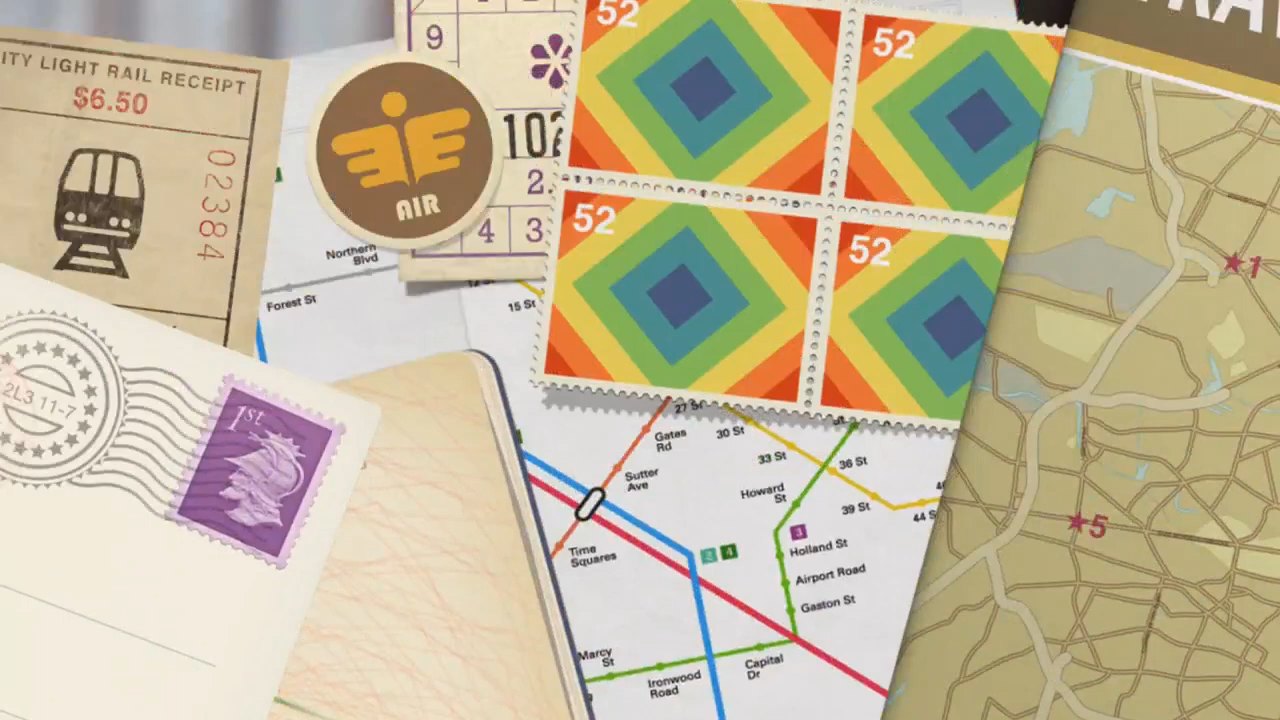 ITY LIGHT RAIL RECEIPT
$6.50
02384
9
102
2
4 3
AIR
52
52
52
52
1
5
2L3 11-7
1st
Northern
Blvd
Forest St
15 St
27 St
Gates
Rd
30 St
Sutter
Ave
33 St
36 St
Howard
St
39 St
44 St
3
Holland St
Time
Squares
2 4
Airport Road
Gaston St
Marcy
St
Ironwood
Road
Capital
Dr